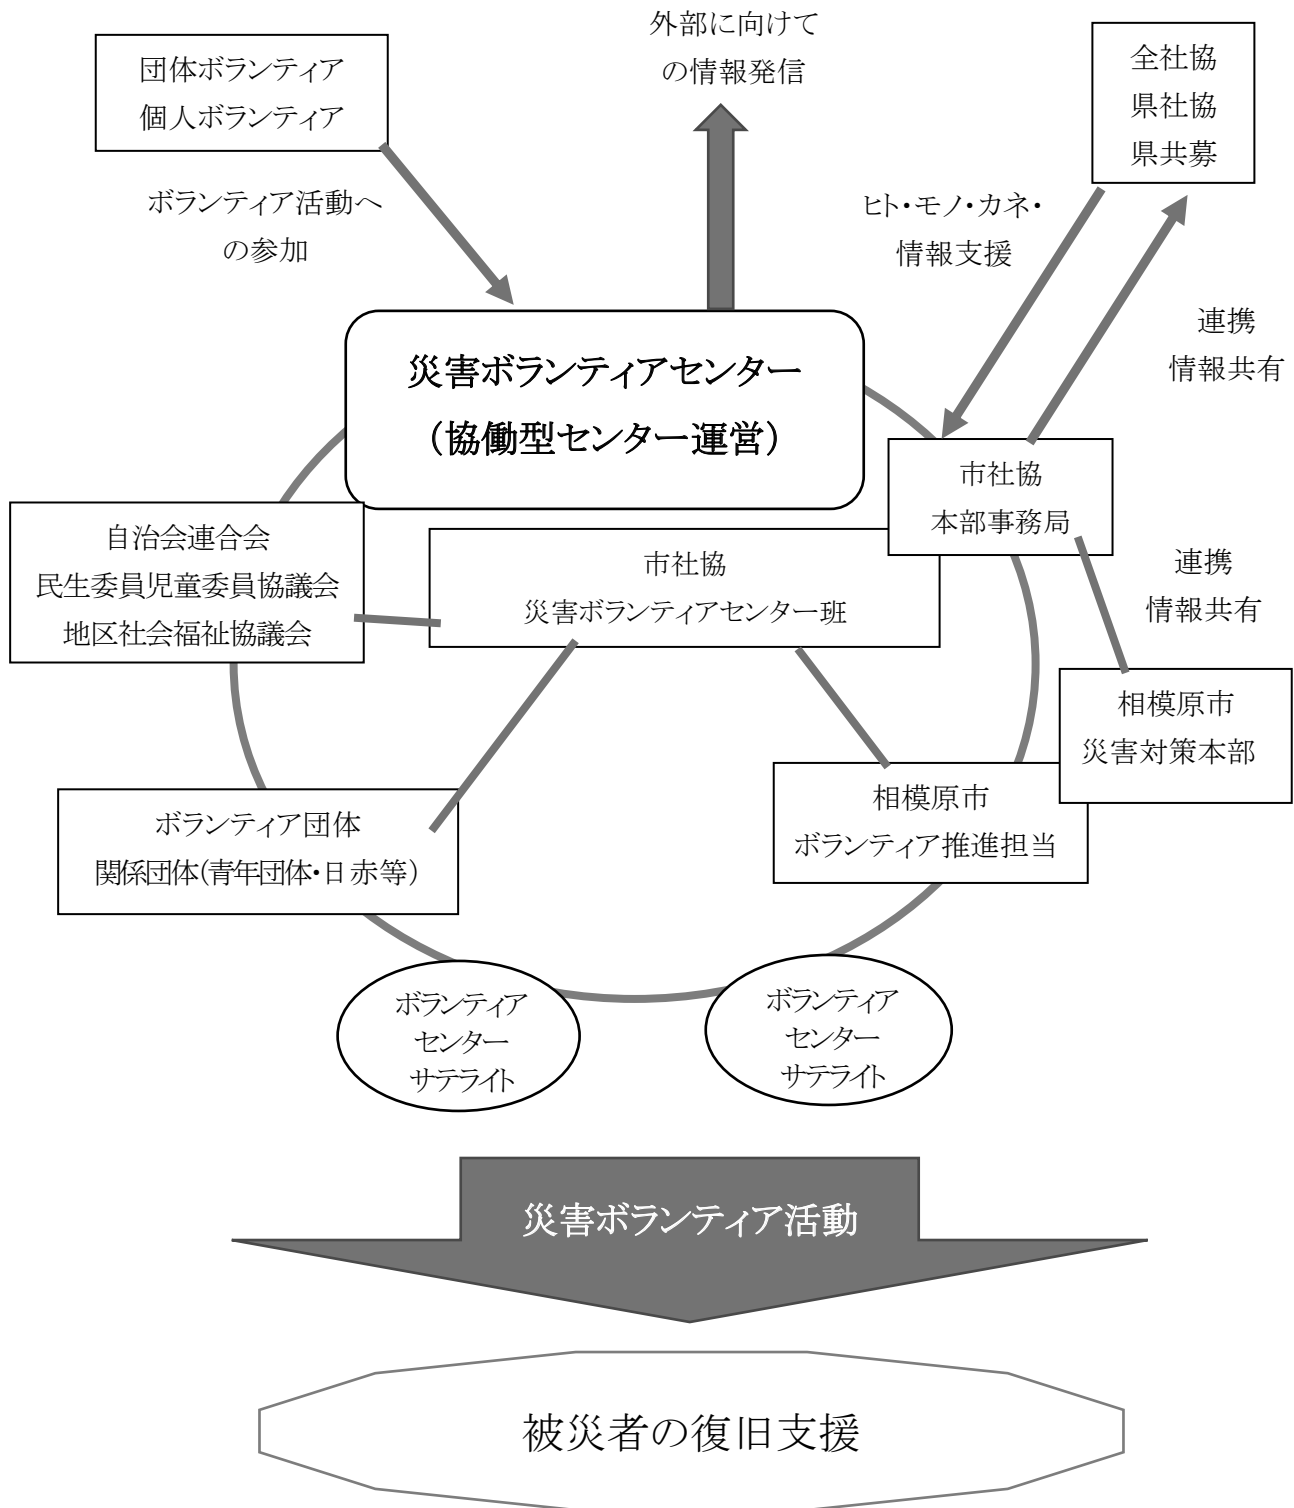 外部に向けて
の情報発信
団体ボランティア
個人ボランティア
全社協
県社協
県共募
ボランティア活動へ
の参加
ヒト・モノ・カネ・
情報支援
連携
情報共有
災害ボランティアセンター
（協働型センター運営）
市社協
本部事務局
自治会連合会
民生委員児童委員協議会
地区社会福祉協議会
市社協
災害ボランティアセンター班
連携
情報共有
相模原市
災害対策本部
ボランティア団体
関係団体(青年団体・日赤等)
相模原市
ボランティア推進担当
ボランティア
センター
サテライト
ボランティア
センター
サテライト
災害ボランティア活動
被災者の復旧支援